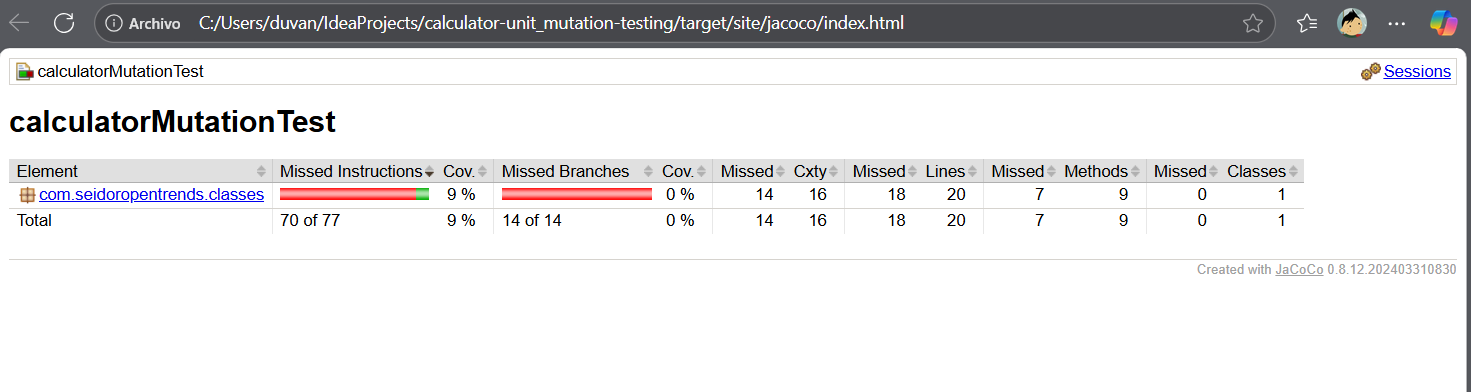 Archivo C:/Users/duvan/IdeaProjects/calculator-unit_mutation-testing/target/site/jacoco/index.html
calculatorMutationTest Sessions
calculatorMutationTest
Element Missed Instructions Cov. Missed Branches Cov. Missed Cxty Missed Lines Missed Methods Missed Classes
com.seidoropentrends.classes 9 % 0 % 14 16 18 20 7 9 0 1
Total 70 of 77 9 % 14 of 14 0 % 14 16 18 20 7 9 0 1
Created with JaCoCo 0.8.12.202403310830